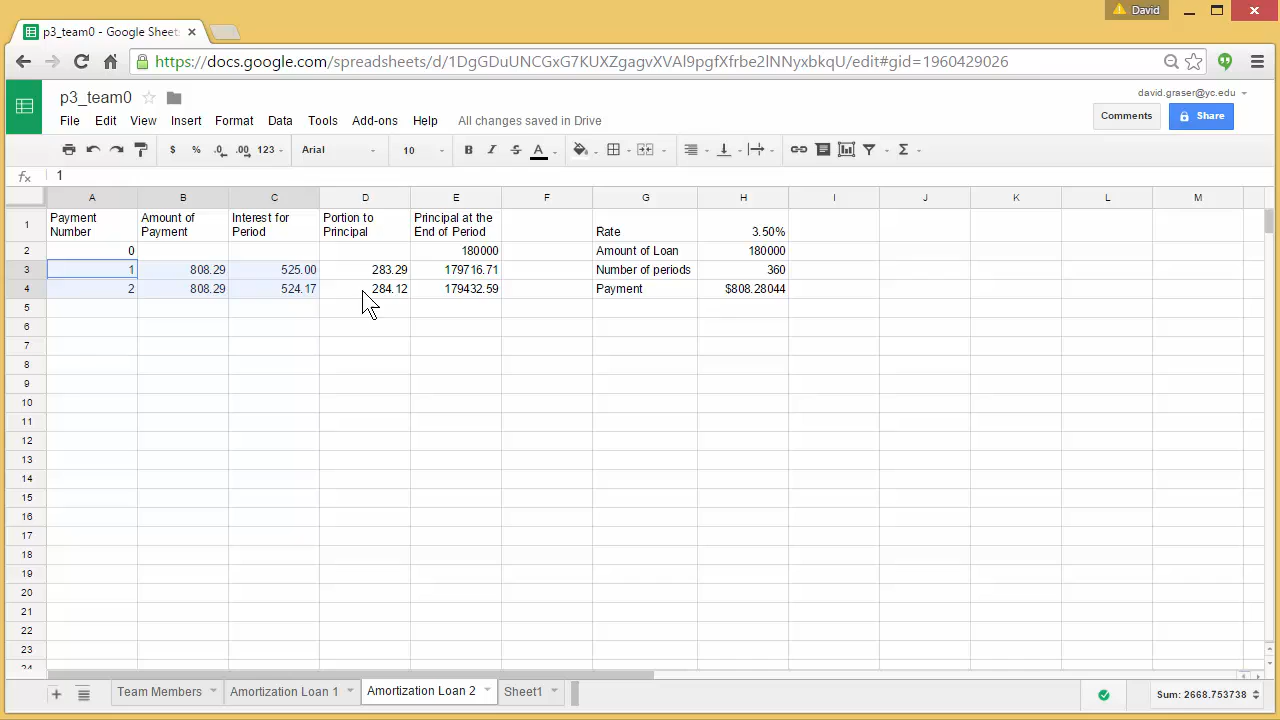 David
p3_team0 - Google Sheet
https://docs.google.com/spreadsheets/d/1DgGDuUNCGxG7KUXZgagvXVAl9pgfXfrbc2lNNyxbkqU/edit#gid=1960429026
p3_team0
david.graser@yc.edu
File Edit View Insert Format Data Tools Add-ons Help All changes saved in Drive
Comments Share
$ % .0 .00 123 Arial 10 B I S A Σ
fx 1
A B C D E F G H I J K L M
1 Payment Number Amount of Payment Interest for Period Portion to Principal Principal at the End of Period Rate 3.50%
2 0 180000 Amount of Loan 180000
3 1 808.29 525.00 283.29 179716.71 Number of periods 360
4 2 808.29 524.17 284.12 179432.59 Payment $808.28044
5
6
7
8
9
10
11
12
13
14
15
16
17
18
19
20
21
22
23
24
+ Team Members Amortization Loan 1 Amortization Loan 2 Sheet1 Sum: 2668.753738